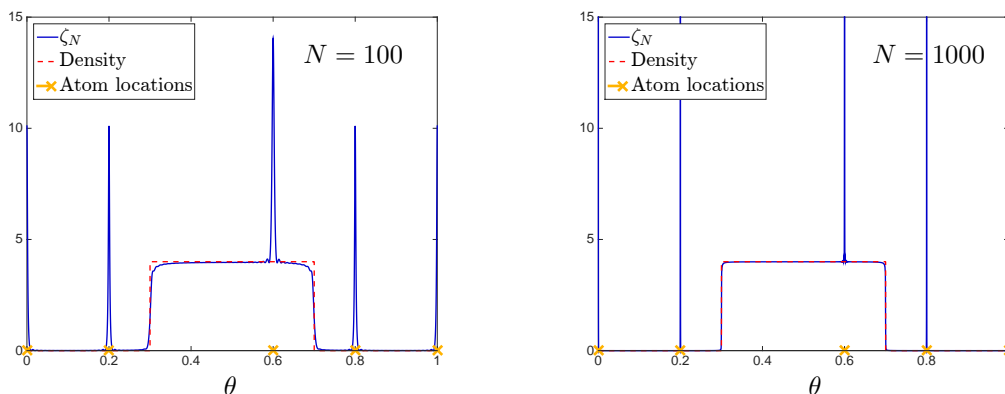 15
10
5
0
ζ_N
Density
Atom locations
N = 100
0 0.2 0.4 0.6 0.8 1
θ
15
10
5
0
ζ_N
Density
Atom locations
N = 1000
0 0.2 0.4 0.6 0.8
θ